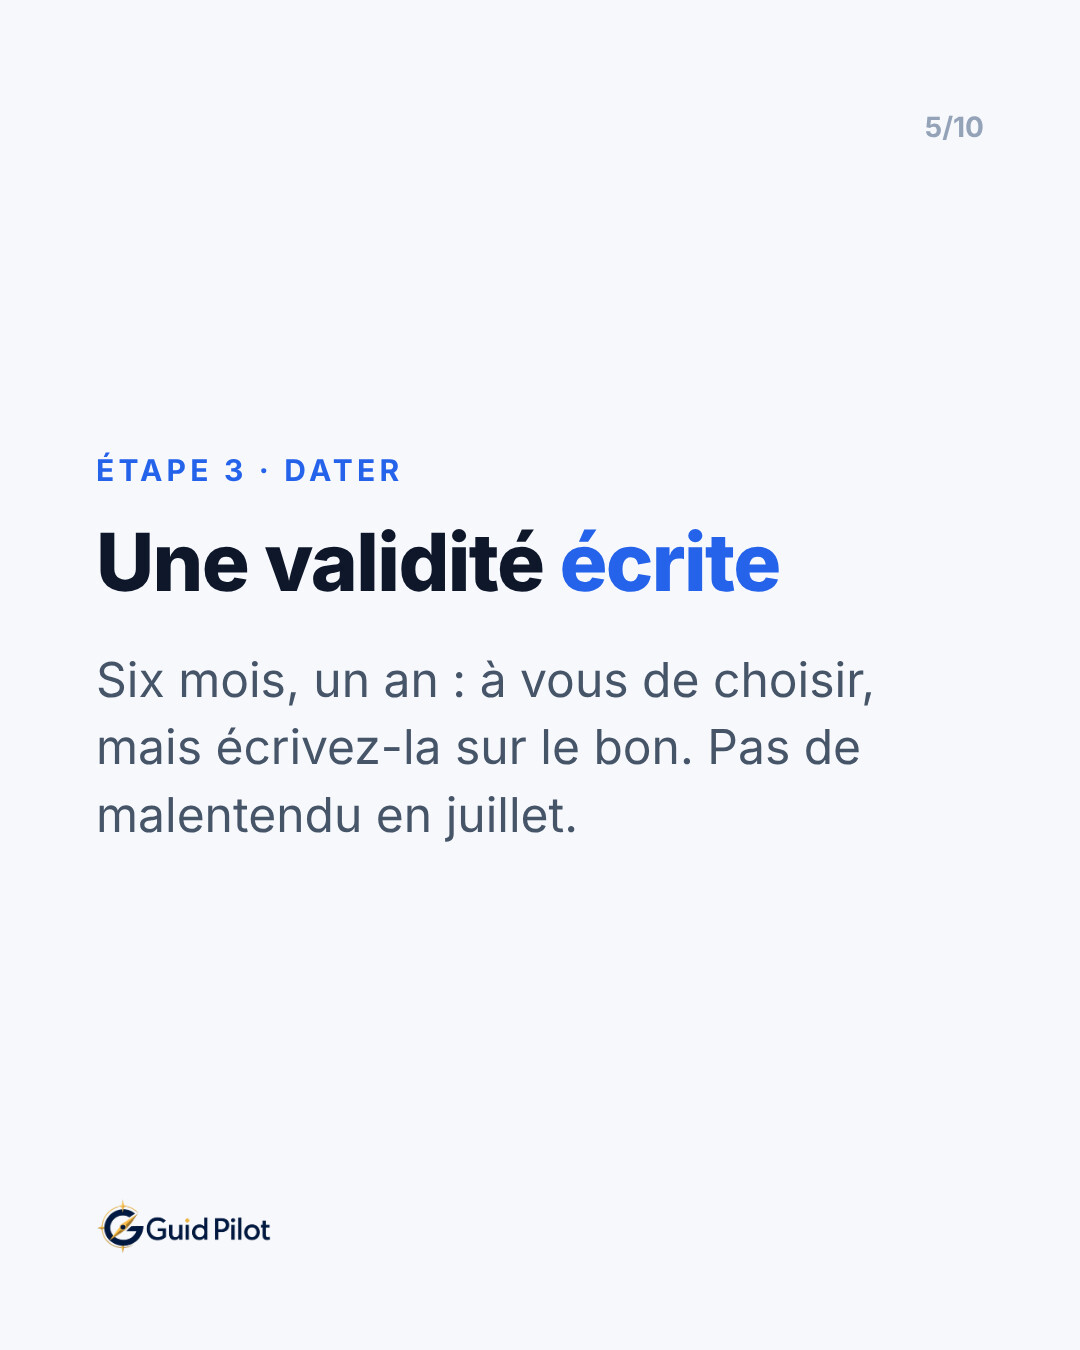 5/10
ÉTAPE 3 · DATER
Une validité écrite
Six mois, un an : à vous de choisir,
mais écrivez-la sur le bon. Pas de
malentendu en juillet.
Guid Pilot